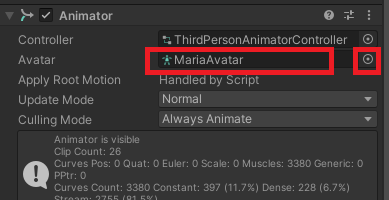 Animator
Controller ThirdPersonAnimatorController
Avatar MariaAvatar
Apply Root Motion Handled by Script
Update Mode Normal
Culling Mode Always Animate
Animator is visible
Clip Count: 26
Curves Pos: 0 Quat: 0 Euler: 0 Scale: 0 Muscles: 3380 Generic: 0
PPtr: 0
Curves Count: 3380 Constant: 397 (11.7%) Dense: 228 (6.7%)
Stream: 2755 (81.5%)